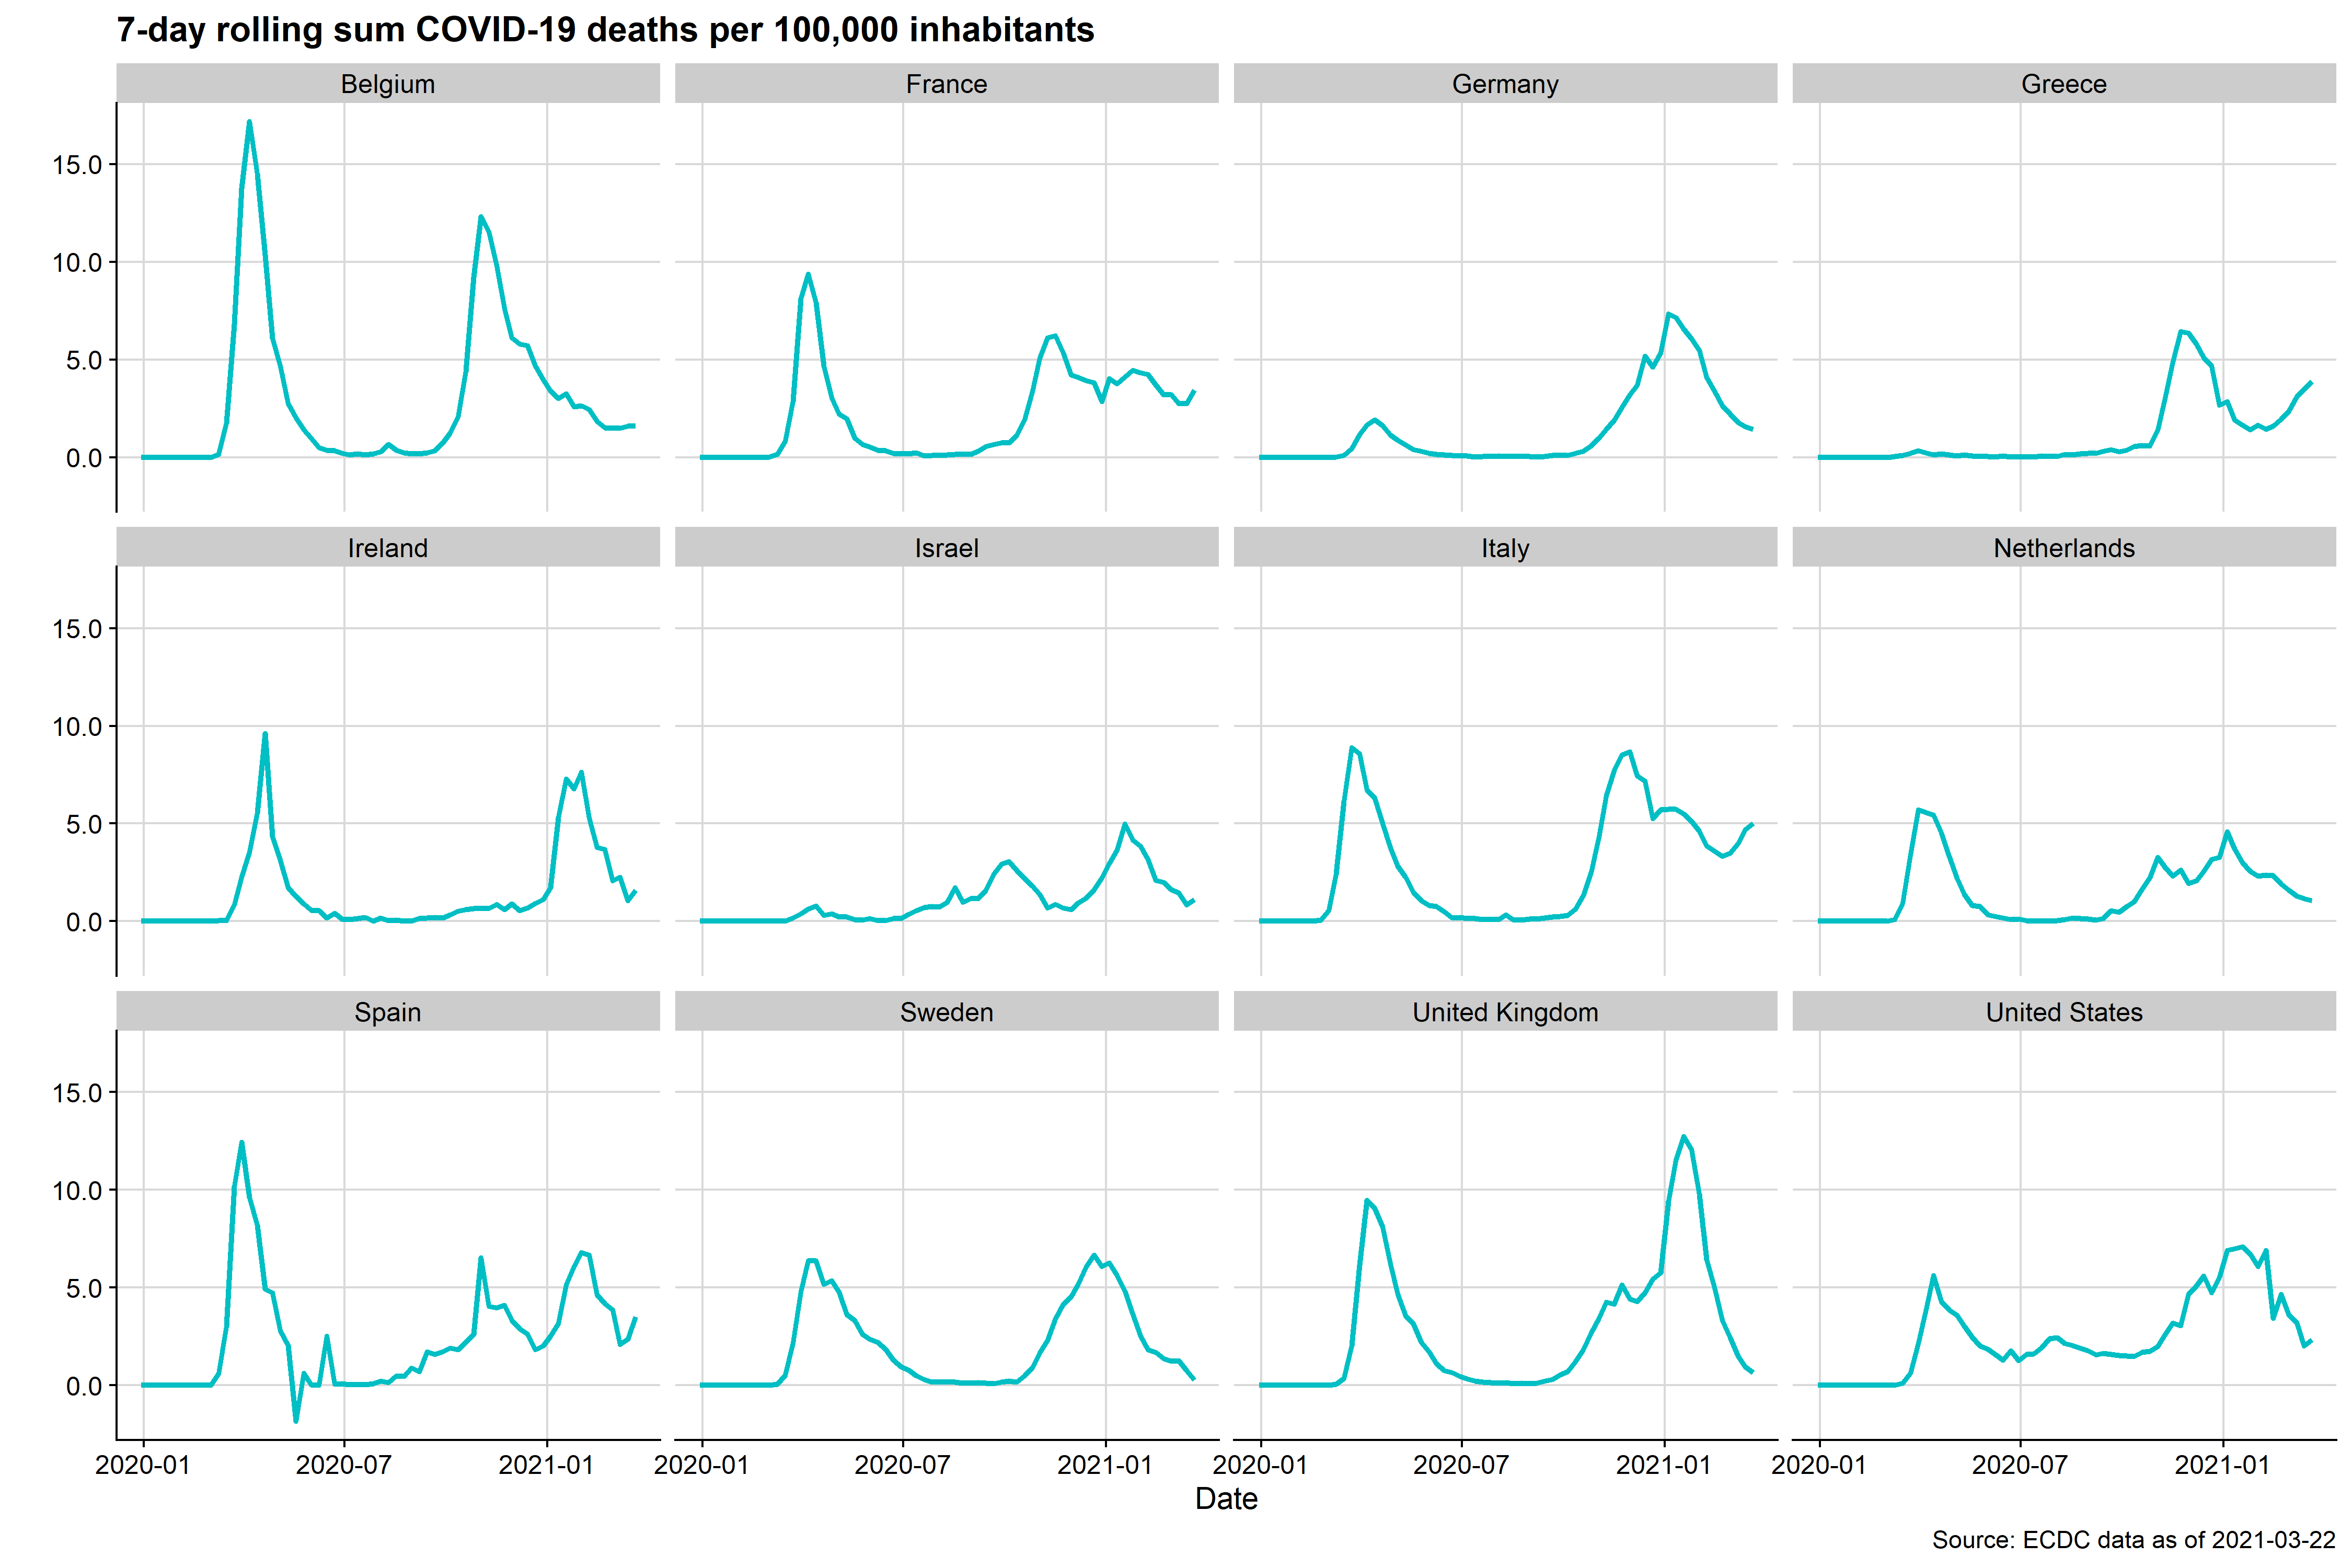 7-day rolling sum COVID-19 deaths per 100,000 inhabitants
Belgium France Germany Greece
15.0
10.0
5.0
0.0
Ireland Israel Italy Netherlands
15.0
10.0
5.0
0.0
Spain Sweden United Kingdom United States
15.0
10.0
5.0
0.0
2020-01 2020-07 2021-01 2020-01 2020-07 2021-01 2020-01 2020-07 2021-01 2020-01 2020-07 2021-01
Date
Source: ECDC data as of 2021-03-22